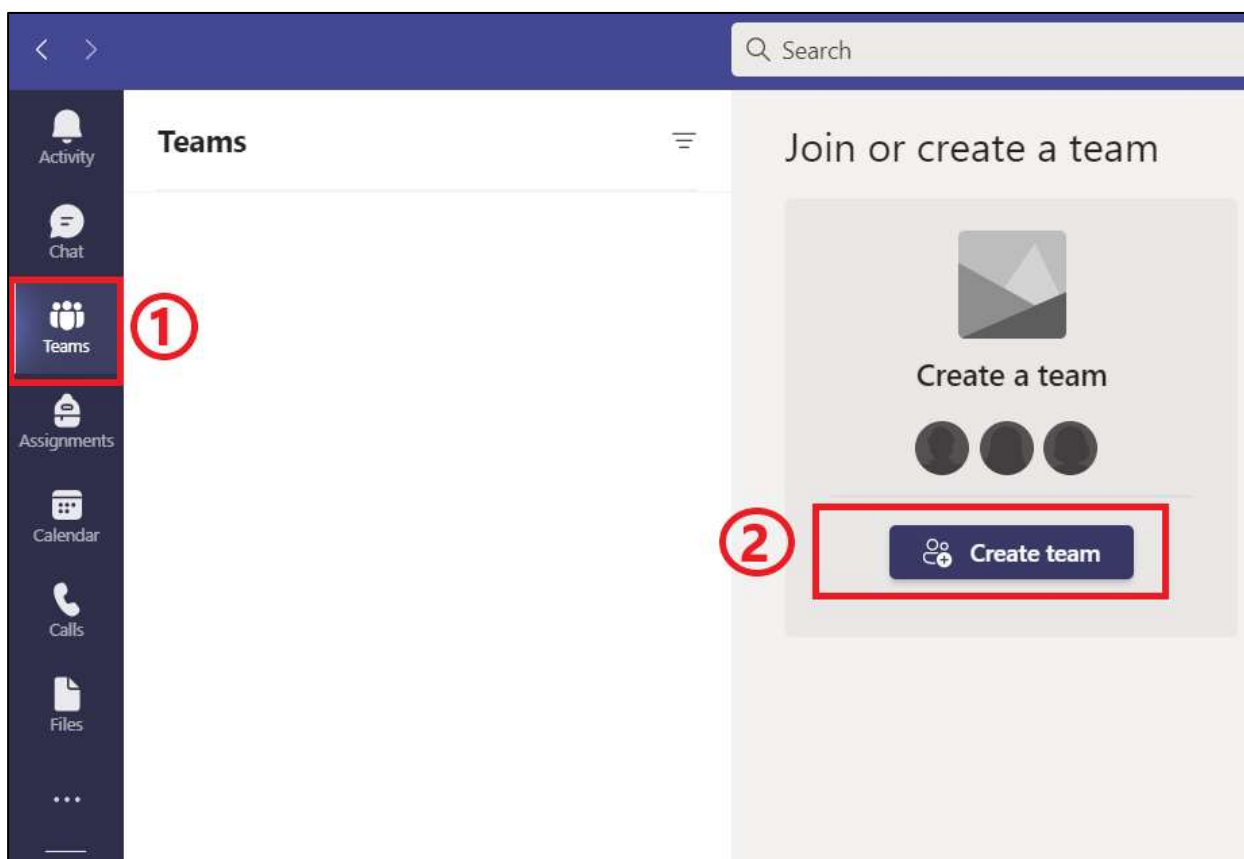 Search
Activity
Chat
Teams
1
Assignments
Calendar
Calls
Files
Teams
Join or create a team
Create a team
2
Create team